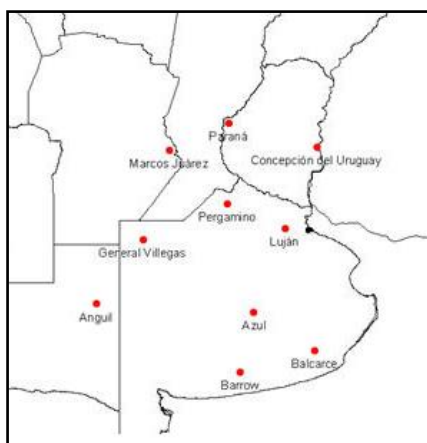 Paraná
Marcos Juárez
Concepción del Uruguay
Pergamino
Luján
General Villegas
Anguil
Azul
Balcarce
Barrow